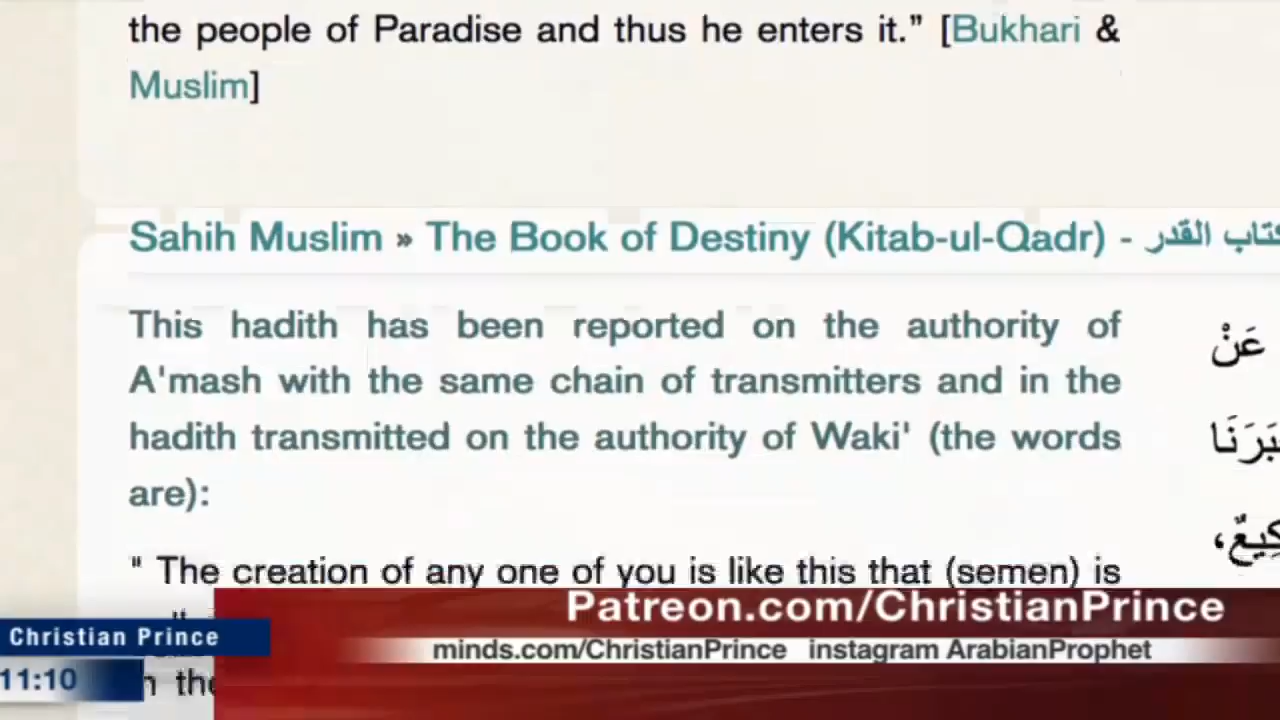 the people of Paradise and thus he enters it.” [Bukhari &
Muslim]
Sahih Muslim » The Book of Destiny (Kitab-ul-Qadr) - كتاب القدر
This hadith has been reported on the authority of
A'mash with the same chain of transmitters and in the
hadith transmitted on the authority of Waki' (the words
are):
عَنْ
" The creation of any one of you is like this that (semen) is
Patreon.com/ChristianPrince
Christian Prince
minds.com/ChristianPrince instagram ArabianProphet
11:10